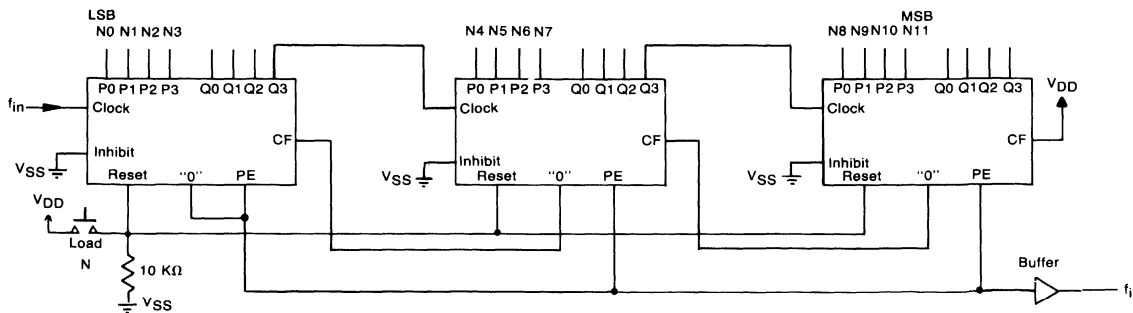 LSB
N0 N1 N2 N3
P0 P1 P2 P3 Q0 Q1 Q2 Q3
fin
Clock
CF
Inhibit
VSS
Reset "0" PE
VDD
Load
N
10 KΩ
VSS
N4 N5 N6 N7
P0 P1 P2 P3 Q0 Q1 Q2 Q3
Clock
CF
Inhibit
VSS
Reset "0" PE
MSB
N8 N9 N10 N11
P0 P1 P2 P3 Q0 Q1 Q2 Q3
VDD
Clock
CF
Inhibit
VSS
Reset "0" PE
Buffer
fi